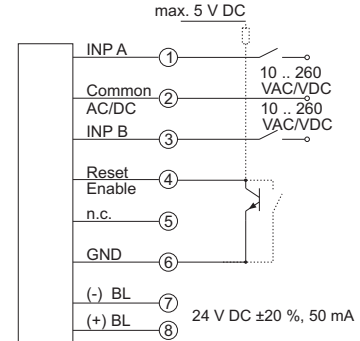 max. 5 V DC
INP A
1
10 .. 260
VAC/VDC
Common
AC/DC
2
10 .. 260
VAC/VDC
INP B
3
Reset
Enable
4
n.c.
5
GND
6
(-) BL
7
24 V DC ±20 %, 50 mA
(+) BL
8